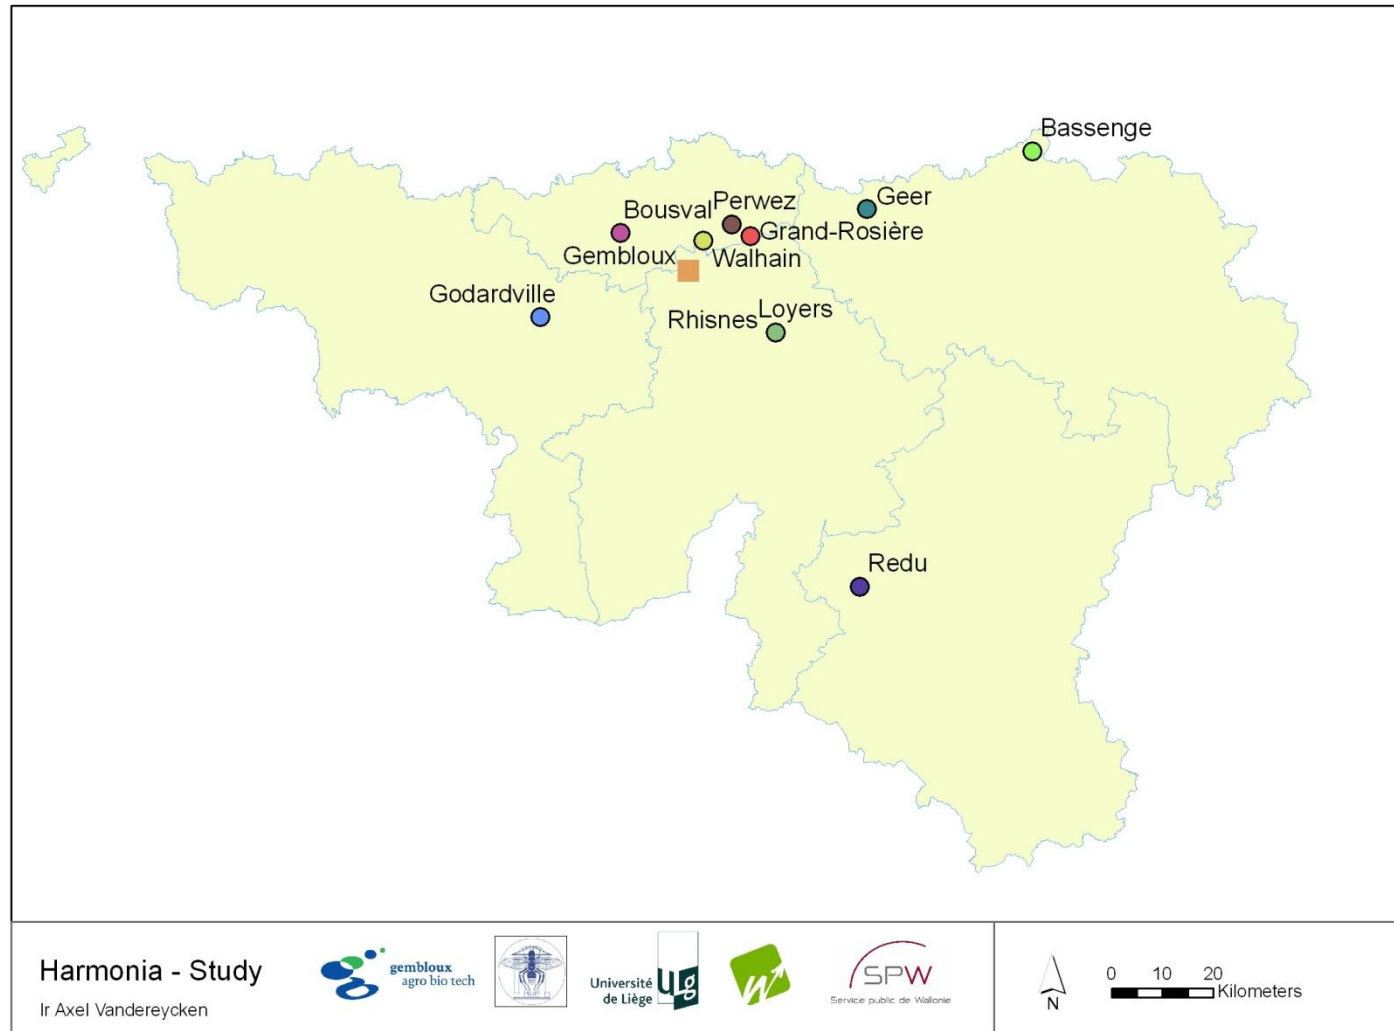 Bassenge
Geer
Perwez
Bousval
Grand-Rosière
Gembloux
Walhain
Godardville
Loyers
Rhisnes
Redu
Harmonia - Study
Ir Axel Vandereycken
gembloux
agro bio tech
Université
de Liège
ulg
w
SPW
Service public de Wallonie
N
0 10 20
Kilometers